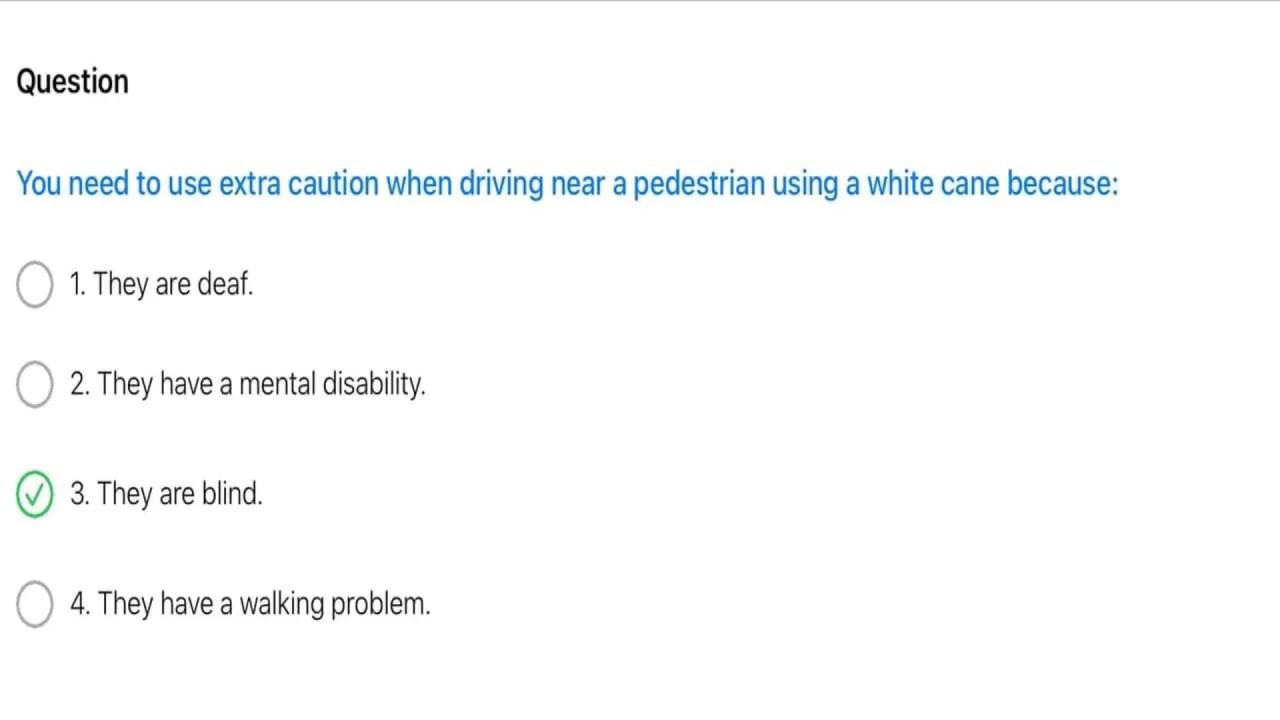 Question
You need to use extra caution when driving near a pedestrian using a white cane because:
1. They are deaf.
2. They have a mental disability.
3. They are blind.
4. They have a walking problem.